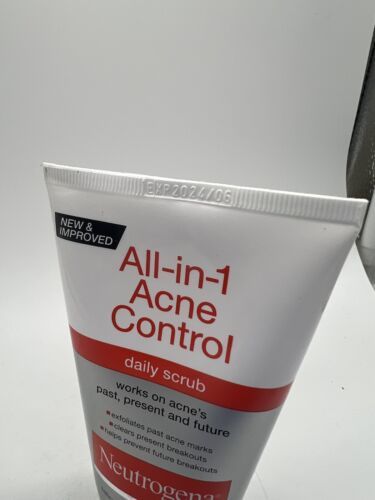 EXP2024/06
NEW &
IMPROVED
All-in-1
Acne
Control
daily scrub
works on acne's
past, present and future
• exfoliates past acne marks
• clears present breakouts
• helps prevent future breakouts
Neutrogena